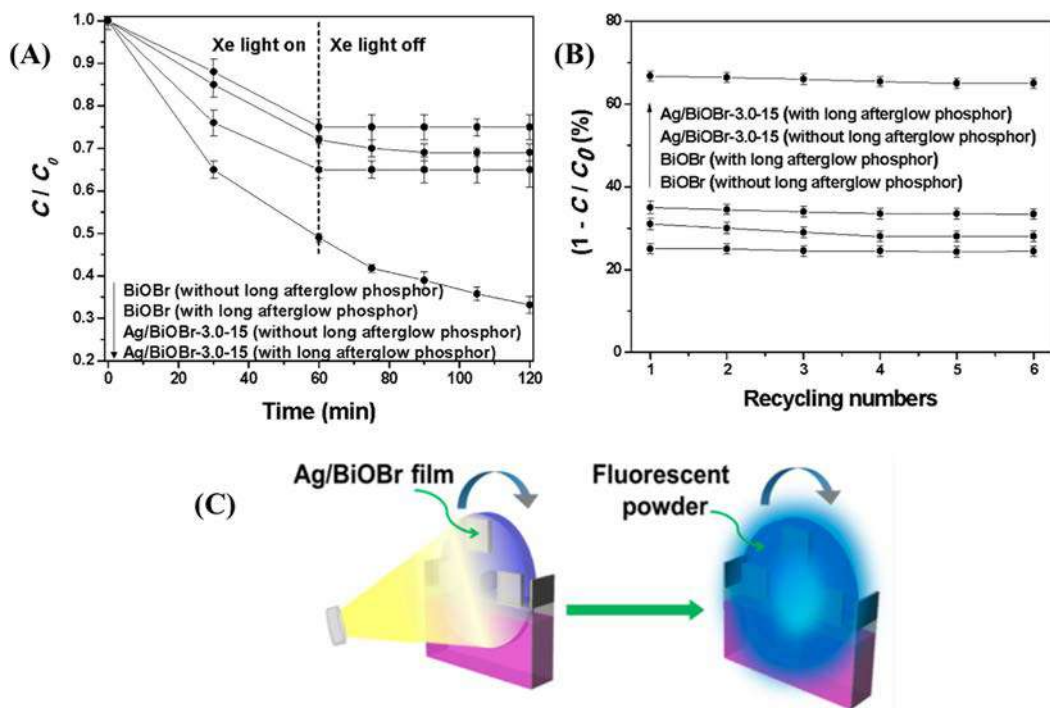 (A)
Xe light on
Xe light off
C / C0
1.0
0.9
0.8
0.7
0.6
0.5
0.4
0.3
0.2
BiOBr (without long afterglow phosphor)
BiOBr (with long afterglow phosphor)
Ag/BiOBr-3.0-15 (without long afterglow phosphor)
Ag/BiOBr-3.0-15 (with long afterglow phosphor)
0 20 40 60 80 100 120
Time (min)
(B)
(1 - C / C0 (%)
80
60
40
20
0
Ag/BiOBr-3.0-15 (with long afterglow phosphor)
Ag/BiOBr-3.0-15 (without long afterglow phosphor)
BiOBr (with long afterglow phosphor)
BiOBr (without long afterglow phosphor)
1 2 3 4 5 6
Recycling numbers
(C)
Ag/BiOBr film
Fluorescent
powder